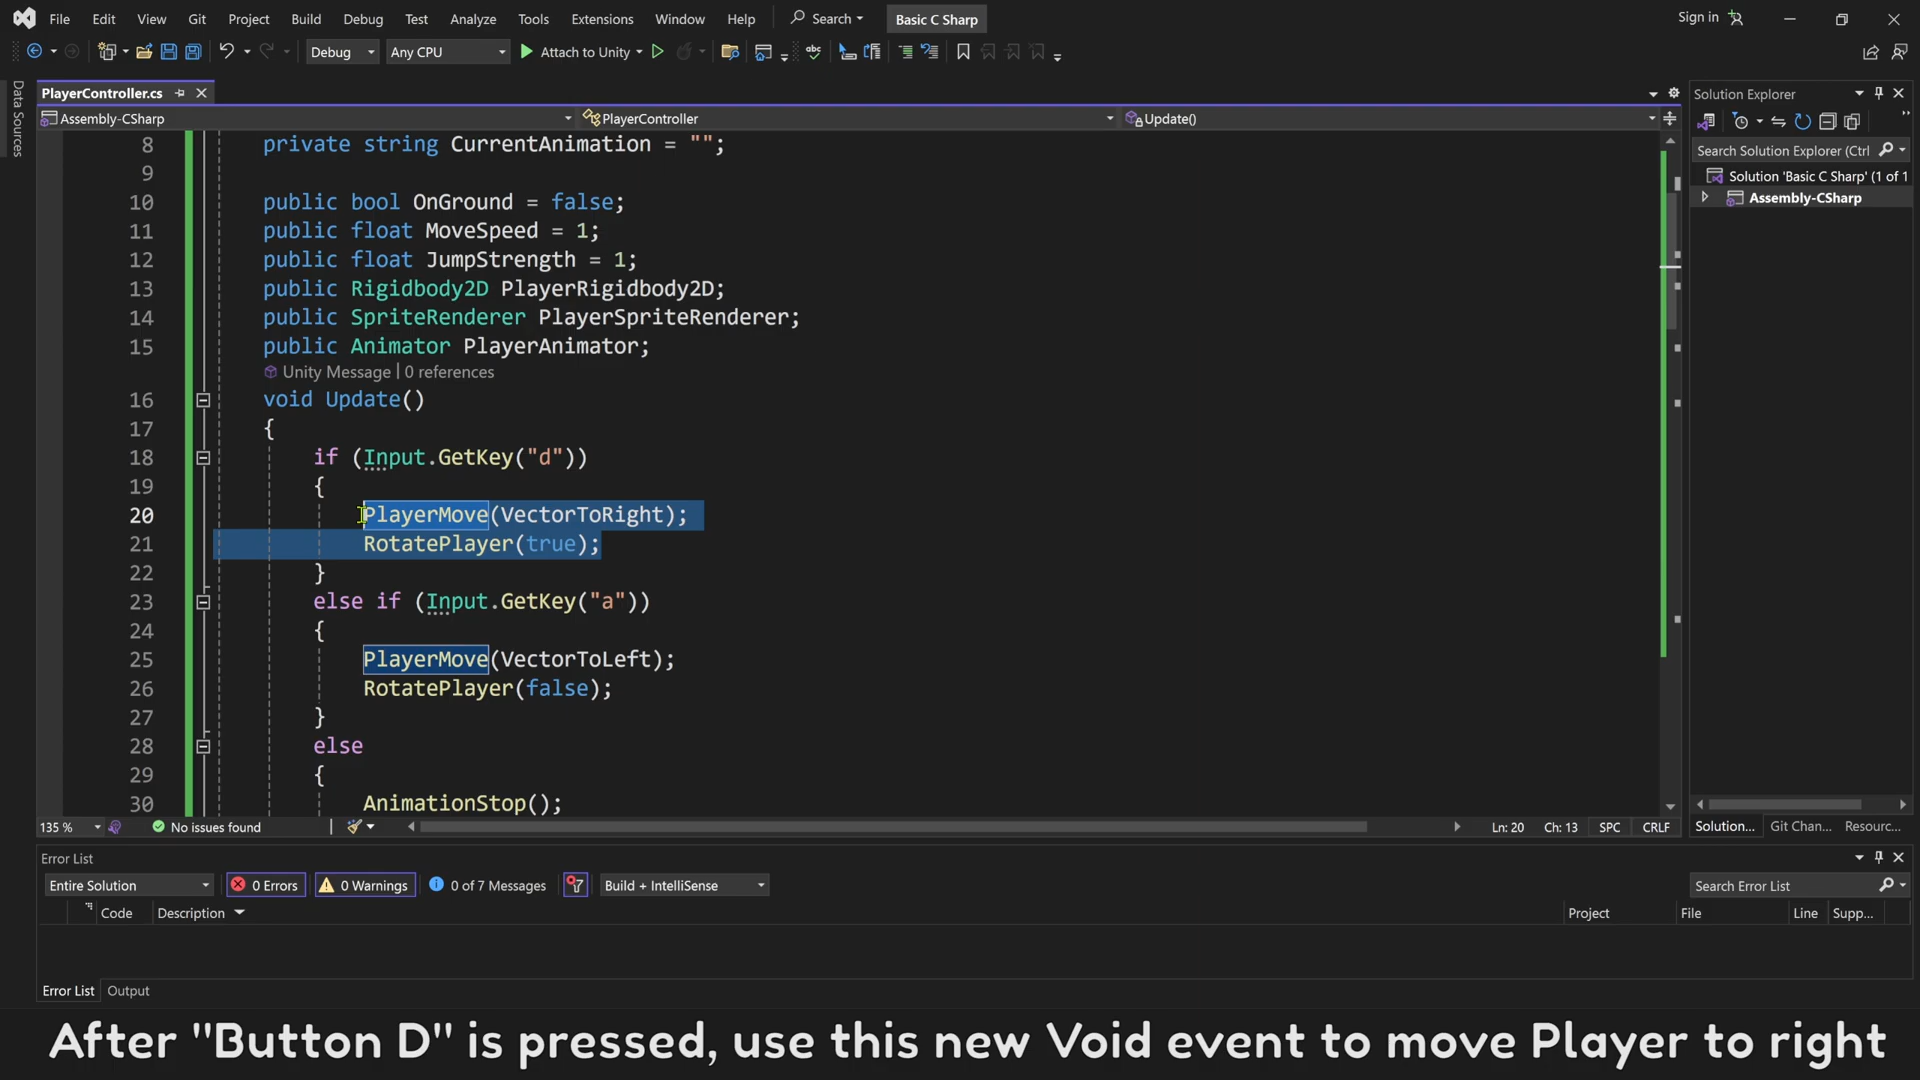 File Edit View Git Project Build Debug Test Analyze Tools Extensions Window Help Search Basic C Sharp Sign in
Debug Any CPU Attach to Unity
Data Sources
PlayerController.cs
Assembly-CSharp PlayerController Update()
8 private string CurrentAnimation = "";
9
10 public bool OnGround = false;
11 public float MoveSpeed = 1;
12 public float JumpStrength = 1;
13 public Rigidbody2D PlayerRigidbody2D;
14 public SpriteRenderer PlayerSpriteRenderer;
15 public Animator PlayerAnimator;
Unity Message | 0 references
16 void Update()
17 {
18 if (Input.GetKey("d"))
19 {
20 PlayerMove(VectorToRight);
21 RotatePlayer(true);
22 }
23 else if (Input.GetKey("a"))
24 {
25 PlayerMove(VectorToLeft);
26 RotatePlayer(false);
27 }
28 else
29 {
30 AnimationStop();
135 % No issues found Ln: 20 Ch: 13 SPC CRLF
Solution Explorer
Search Solution Explorer (Ctrl
Solution 'Basic C Sharp' (1 of 1
Assembly-CSharp
Solution... Git Chan... Resourc...
Error List
Entire Solution 0 Errors 0 Warnings 0 of 7 Messages Build + IntelliSense Search Error List
Code Description Project File Line Supp...
Error List Output
After "Button D" is pressed, use this new Void event to move Player to right